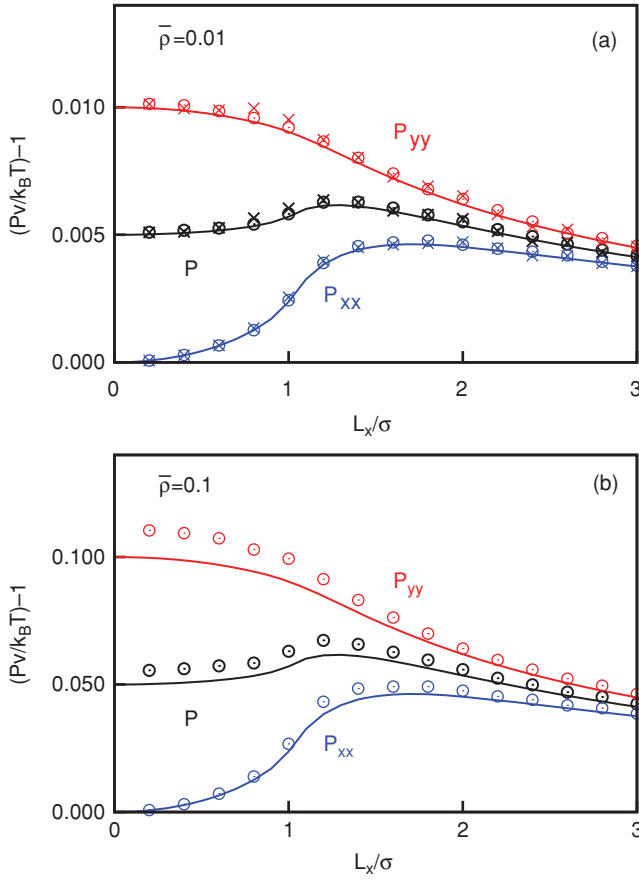 ρ̅=0.01
(a)
0.010
P_yy
(Pv/k_BT)−1
0.005
P
P_xx
0.000
0
1
2
3
L_x/σ
ρ̅=0.1
(b)
0.100
P_yy
(Pv/k_BT)−1
0.050
P
P_xx
0.000
0
1
2
3
L_x/σ